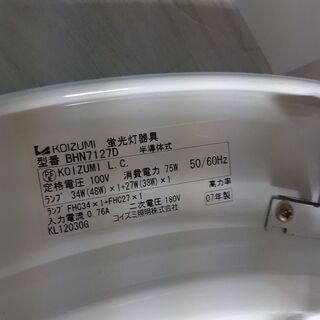 KOIZUMI 蛍光灯器具
型番 BHN7127D 半導体式
PS E KOIZUMI L.C.
定格電圧 100V 消費電力 75W 50/60Hz
ランプ 34W(48W)×1+27W(38W)×1
ランプ FHC34×1+FHC27×1 高力率
入力電流 0.76A 二次電圧 180V 07年製
KL12030G コイズミ照明株式会社